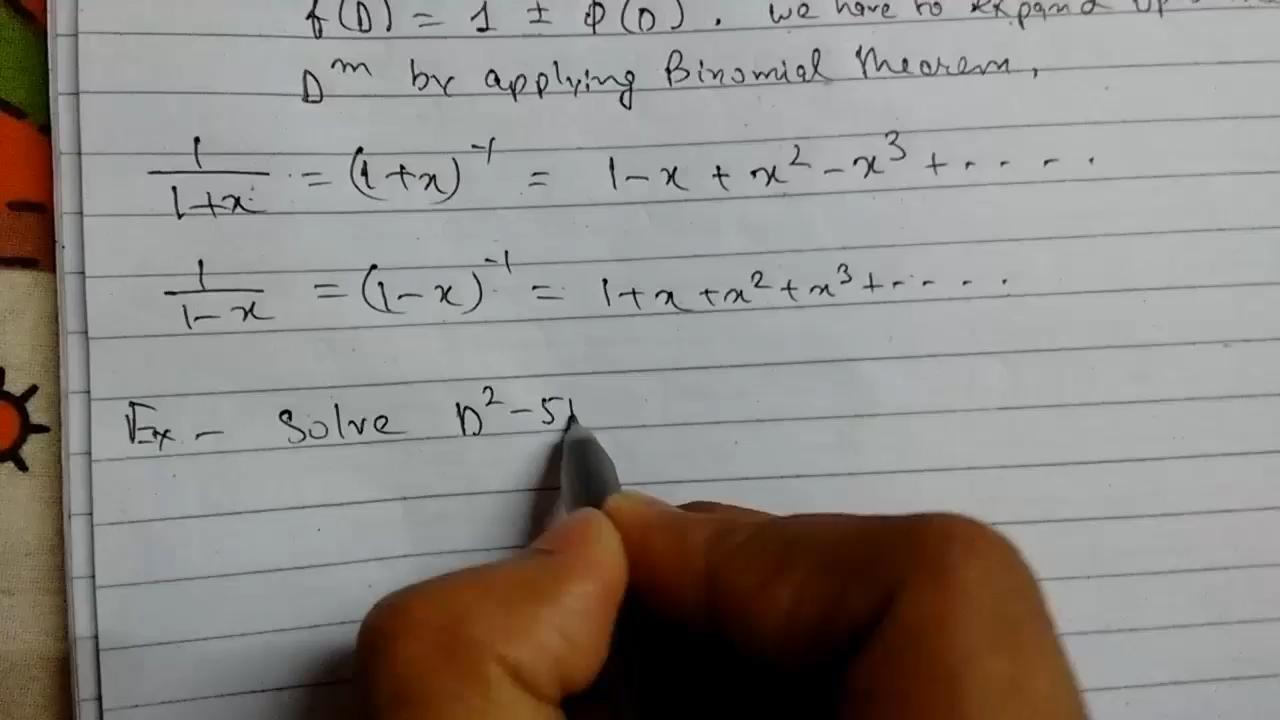 f(D) = 1 ± φ(D). We have to expand up
D^m by applying Binomial Theorem,
1/(1+x) = (1+x)^-1 = 1-x+x^2-x^3+.....
1/(1-x) = (1-x)^-1 = 1+x+x^2+x^3+.....
Ex - Solve D^2-5